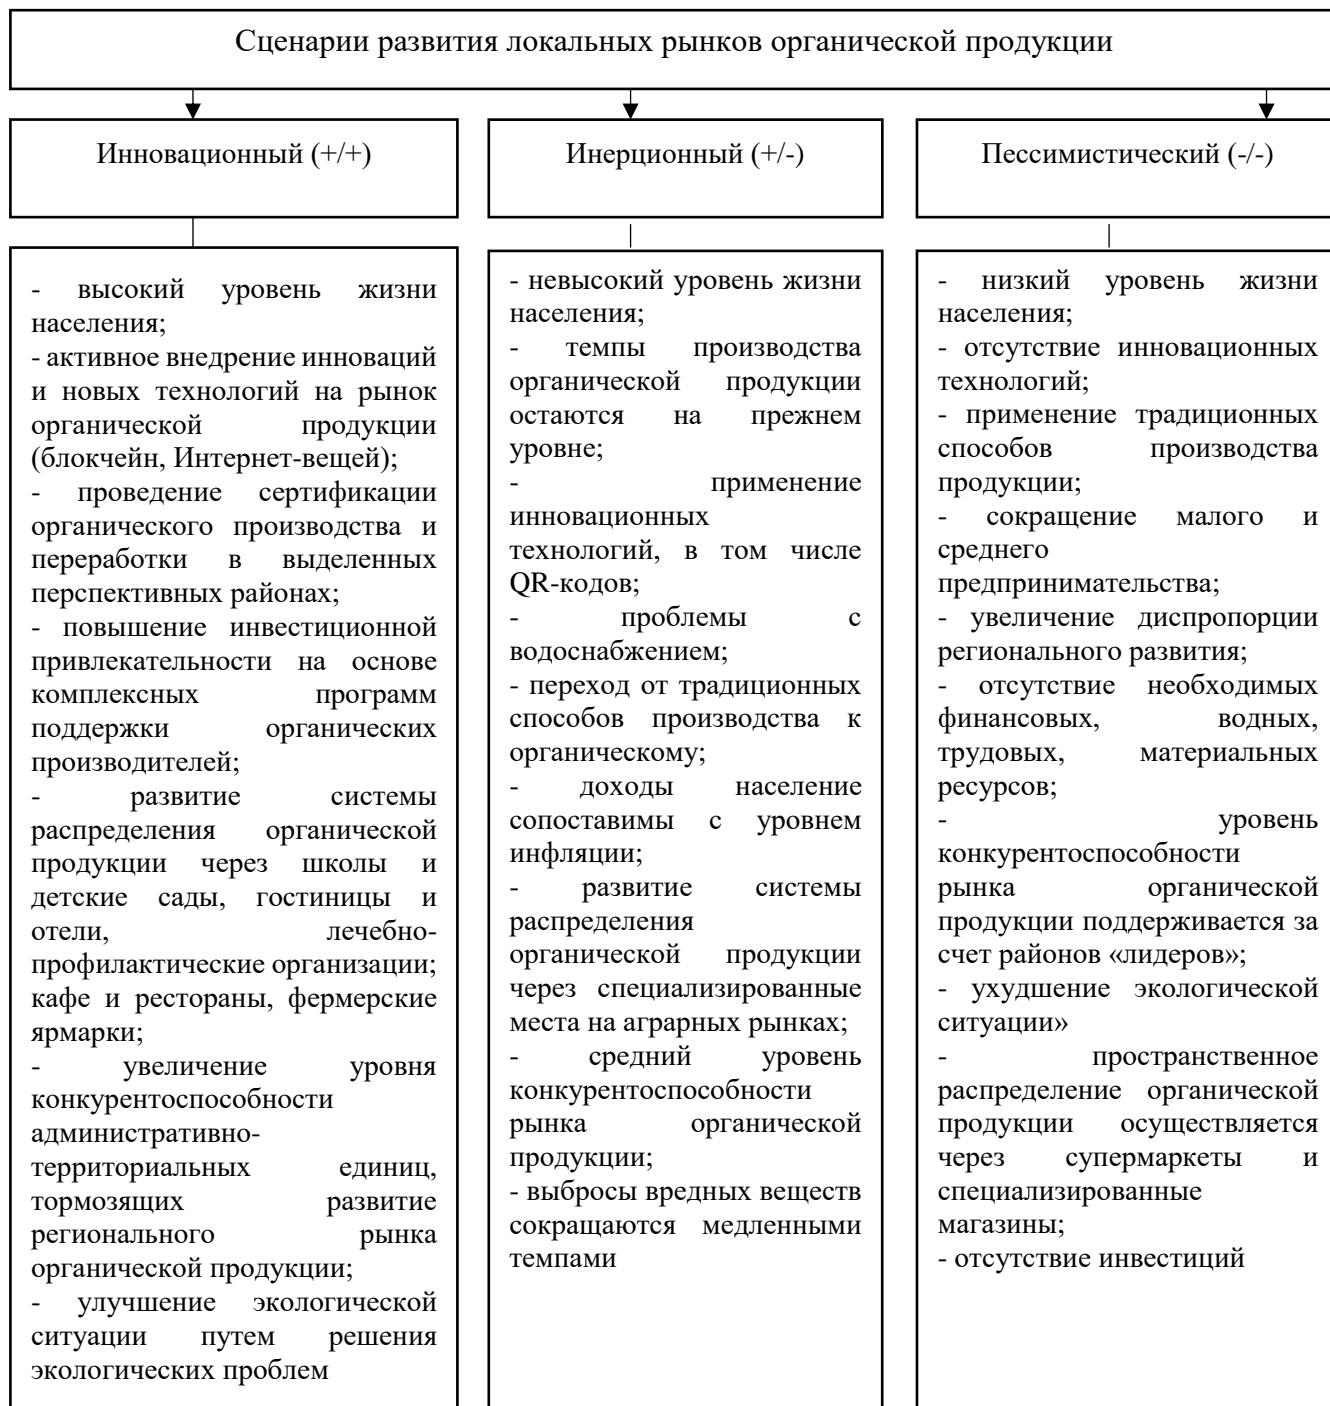 Сценарии развития локальных рынков органической продукции
Инновационный (+/+)
Инерционный (+/-)
Пессимистический (-/-)
- высокий уровень жизни
населения;
- активное внедрение инноваций
и новых технологий на рынок
органической продукции
(блокчейн, Интернет-вещей);
- проведение сертификации
органического производства и
переработки в выделенных
перспективных районах;
- повышение инвестиционной
привлекательности на основе
комплексных программ
поддержки органических
производителей;
- развитие системы
распределения органической
продукции через школы и
детские сады, гостиницы и
отели, лечебно-
профилактические организации;
кафе и рестораны, фермерские
ярмарки;
- увеличение уровня
конкурентоспособности
административно-
территориальных единиц,
тормозящих развитие
регионального рынка
органической продукции;
- улучшение экологической
ситуации путем решения
экологических проблем
- невысокий уровень жизни
населения;
- темпы производства
органической продукции
остаются на прежнем
уровне;
- применение
инновационных
технологий, в том числе
QR-кодов;
- проблемы с
водоснабжением;
- переход от традиционных
способов производства к
органическому;
- доходы население
сопоставимы с уровнем
инфляции;
- развитие системы
распределения
органической продукции
через специализированные
места на аграрных рынках;
- средний уровень
конкурентоспособности
рынка органической
продукции;
- выбросы вредных веществ
сокращаются медленными
темпами
- низкий уровень жизни
населения;
- отсутствие инновационных
технологий;
- применение традиционных
способов производства
продукции;
- сокращение малого и
среднего
предпринимательства;
- увеличение диспропорции
регионального развития;
- отсутствие необходимых
финансовых, водных,
трудовых, материальных
ресурсов;
- уровень
конкурентоспособности
рынка органической
продукции поддерживается за
счет районов «лидеров»;
- ухудшение экологической
ситуации»
- пространственное
распределение органической
продукции осуществляется
через супермаркеты и
специализированные
магазины;
- отсутствие инвестиций